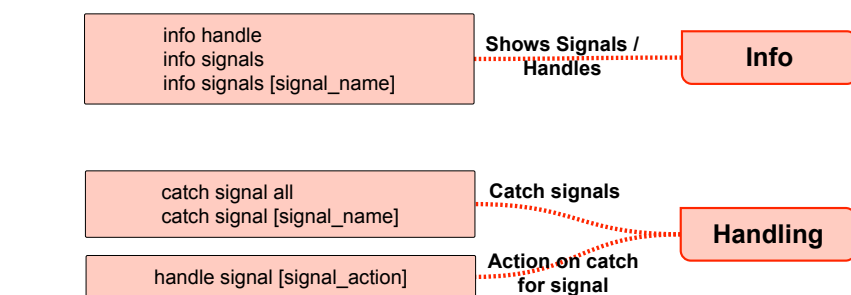 info handle
info signals
info signals [signal_name]
Shows Signals /
Handles
Info
catch signal all
catch signal [signal_name]
Catch signals
Handling
handle signal [signal_action]
Action on catch
for signal